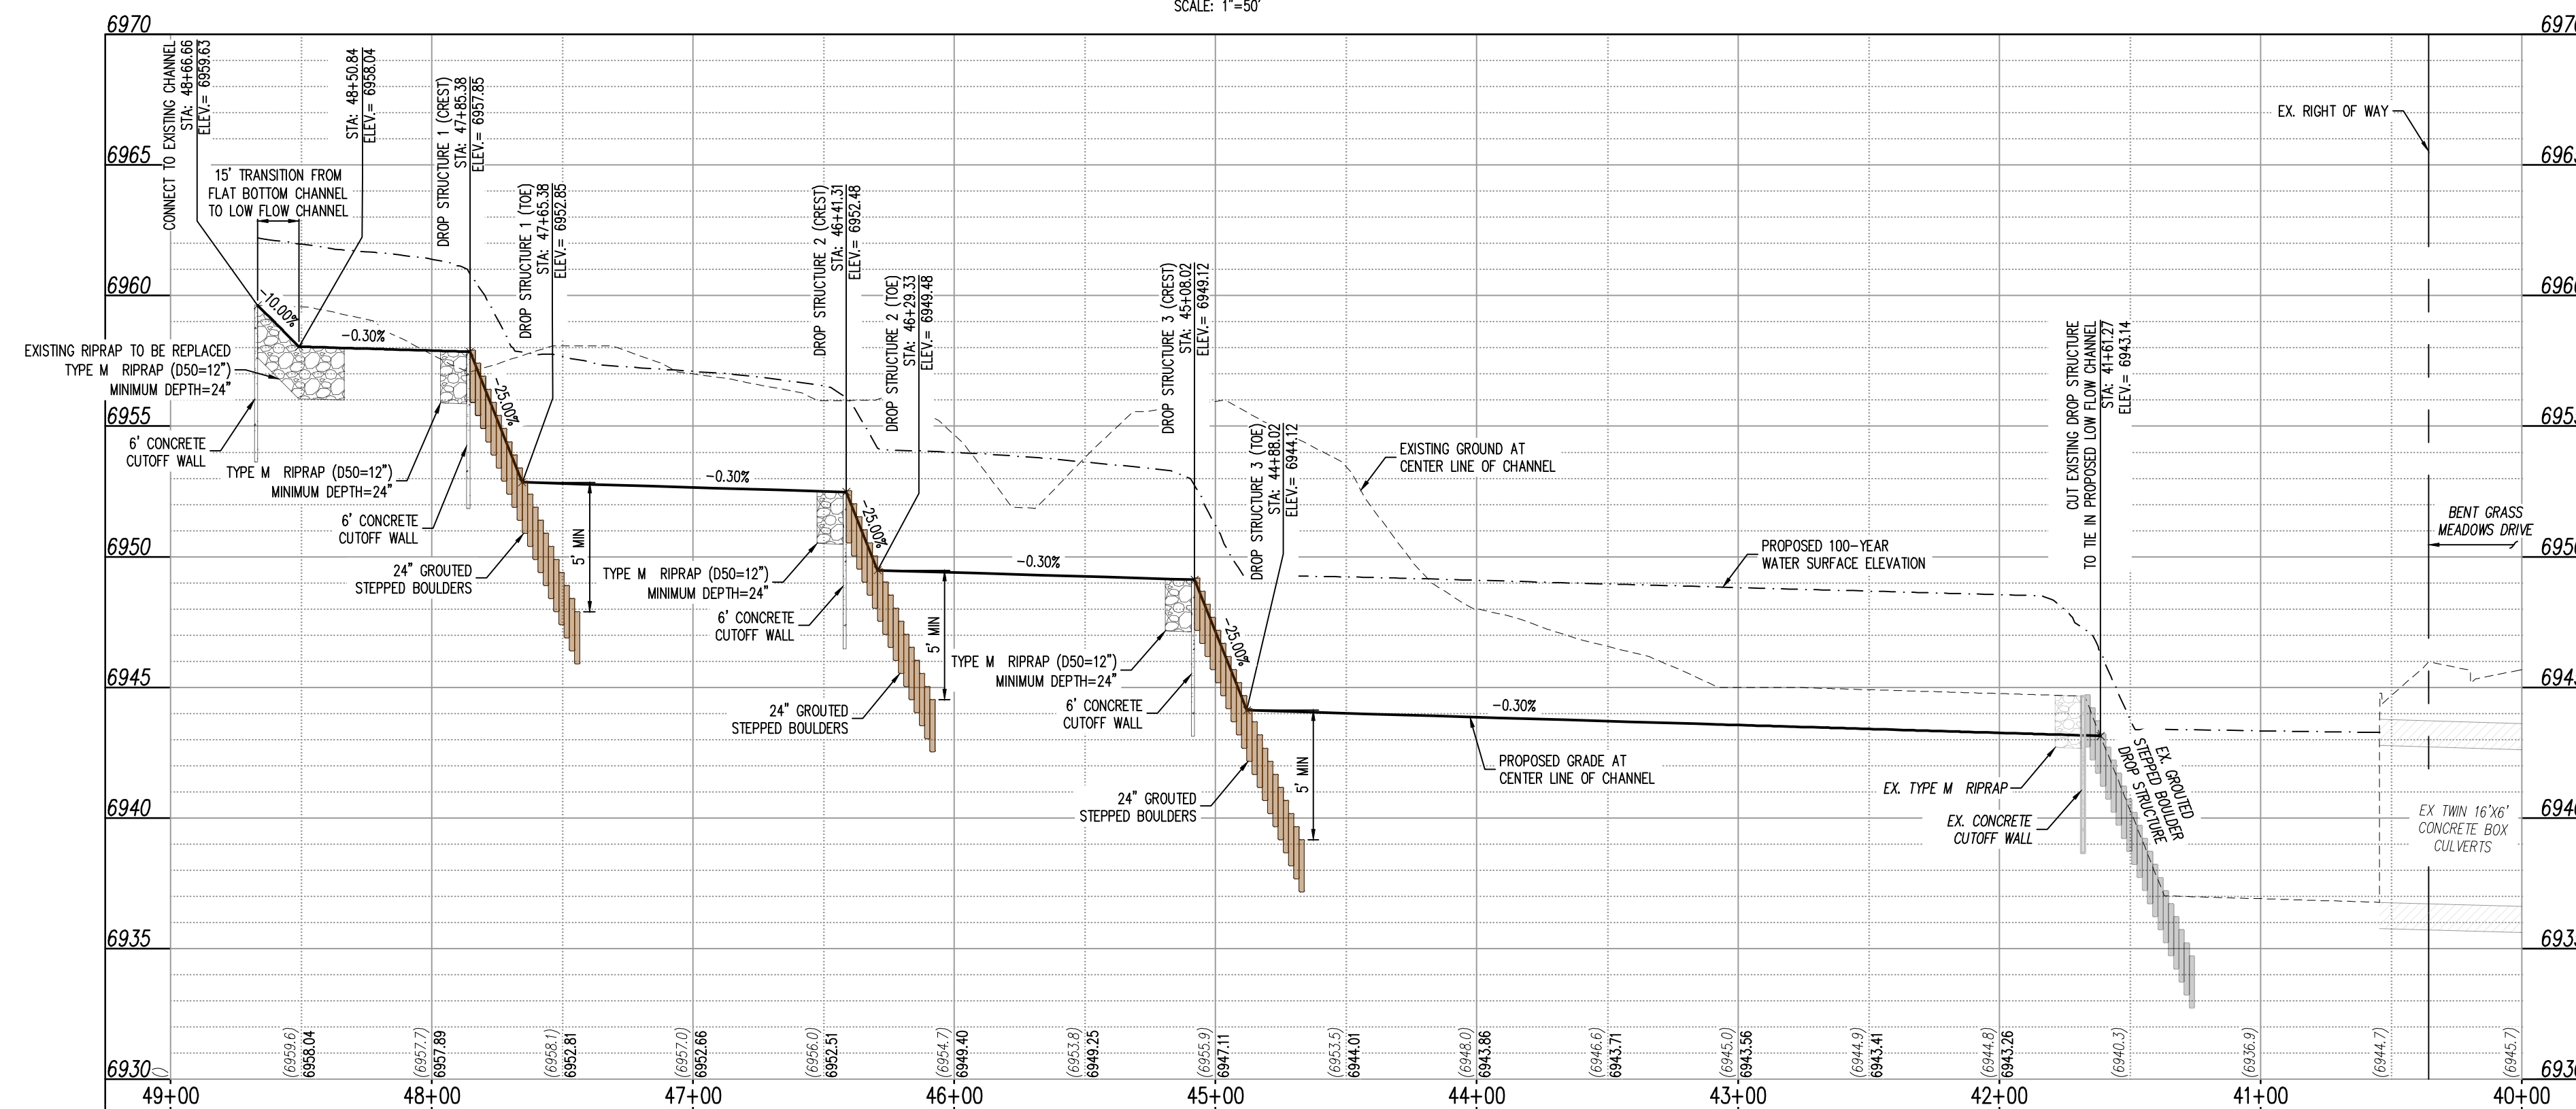 SCALE: 1"=50'
6970
6970
6965
6965
6960
6960
6955
6955
6950
6950
6945
6945
6940
6940
6935
6935
6930
6930
CONNECT TO EXISTING CHANNEL
STA: 48+66.66
ELEV.= 6959.63
STA: 48+50.84
ELEV.= 6958.04
15' TRANSITION FROM
FLAT BOTTOM CHANNEL
TO LOW FLOW CHANNEL
DROP STRUCTURE 1 (CREST)
STA: 47+85.38
ELEV.= 6957.85
DROP STRUCTURE 1 (TOE)
STA: 47+65.38
ELEV.= 6952.85
DROP STRUCTURE 2 (CREST)
STA: 46+41.31
ELEV.= 6952.48
DROP STRUCTURE 2 (TOE)
STA: 46+29.33
ELEV.= 6949.48
DROP STRUCTURE 3 (CREST)
STA: 45+08.02
ELEV.= 6949.12
DROP STRUCTURE 3 (TOE)
STA: 44+88.02
ELEV.= 6944.12
CUT EXISTING DROP STRUCTURE
TO TIE IN PROPOSED LOW FLOW CHANNEL
STA: 41+61.27
ELEV.= 6943.14
EX. RIGHT OF WAY
BENT GRASS
MEADOWS DRIVE
-10.00%
-0.30%
-25.00%
-0.30%
-25.00%
-0.30%
-25.00%
-0.30%
EXISTING RIPRAP TO BE REPLACED
TYPE M RIPRAP (D50=12")
MINIMUM DEPTH=24"
6' CONCRETE
CUTOFF WALL
TYPE M RIPRAP (D50=12")
MINIMUM DEPTH=24"
6' CONCRETE
CUTOFF WALL
24" GROUTED
STEPPED BOULDERS
5' MIN
TYPE M RIPRAP (D50=12")
MINIMUM DEPTH=24"
6' CONCRETE
CUTOFF WALL
24" GROUTED
STEPPED BOULDERS
5' MIN
TYPE M RIPRAP (D50=12")
MINIMUM DEPTH=24"
6' CONCRETE
CUTOFF WALL
24" GROUTED
STEPPED BOULDERS
5' MIN
EXISTING GROUND AT
CENTER LINE OF CHANNEL
PROPOSED 100-YEAR
WATER SURFACE ELEVATION
PROPOSED GRADE AT
CENTER LINE OF CHANNEL
EX. TYPE M RIPRAP
EX. CONCRETE
CUTOFF WALL
EX. GROUTED
STEPPED BOULDER
DROP STRUCTURE
EX TWIN 16'X6'
CONCRETE BOX
CULVERTS
()
(6959.6)
6958.04
(6957.7)
6957.89
(6958.1)
6952.81
(6957.0)
6952.66
(6956.0)
6952.51
(6954.7)
6949.40
(6953.8)
6949.25
(6955.9)
6947.11
(6953.5)
6944.01
(6948.0)
6943.86
(6946.6)
6943.71
(6945.0)
6943.56
(6944.9)
6943.41
(6944.8)
6943.26
(6940.3)
(6936.9)
(6944.7)
(6945.7)
49+00
48+00
47+00
46+00
45+00
44+00
43+00
42+00
41+00
40+00